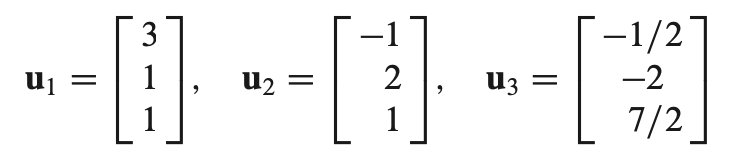 u₁ = [3 1 1], u₂ = [−1 2 1], u₃ = [−1/2 −2 7/2]